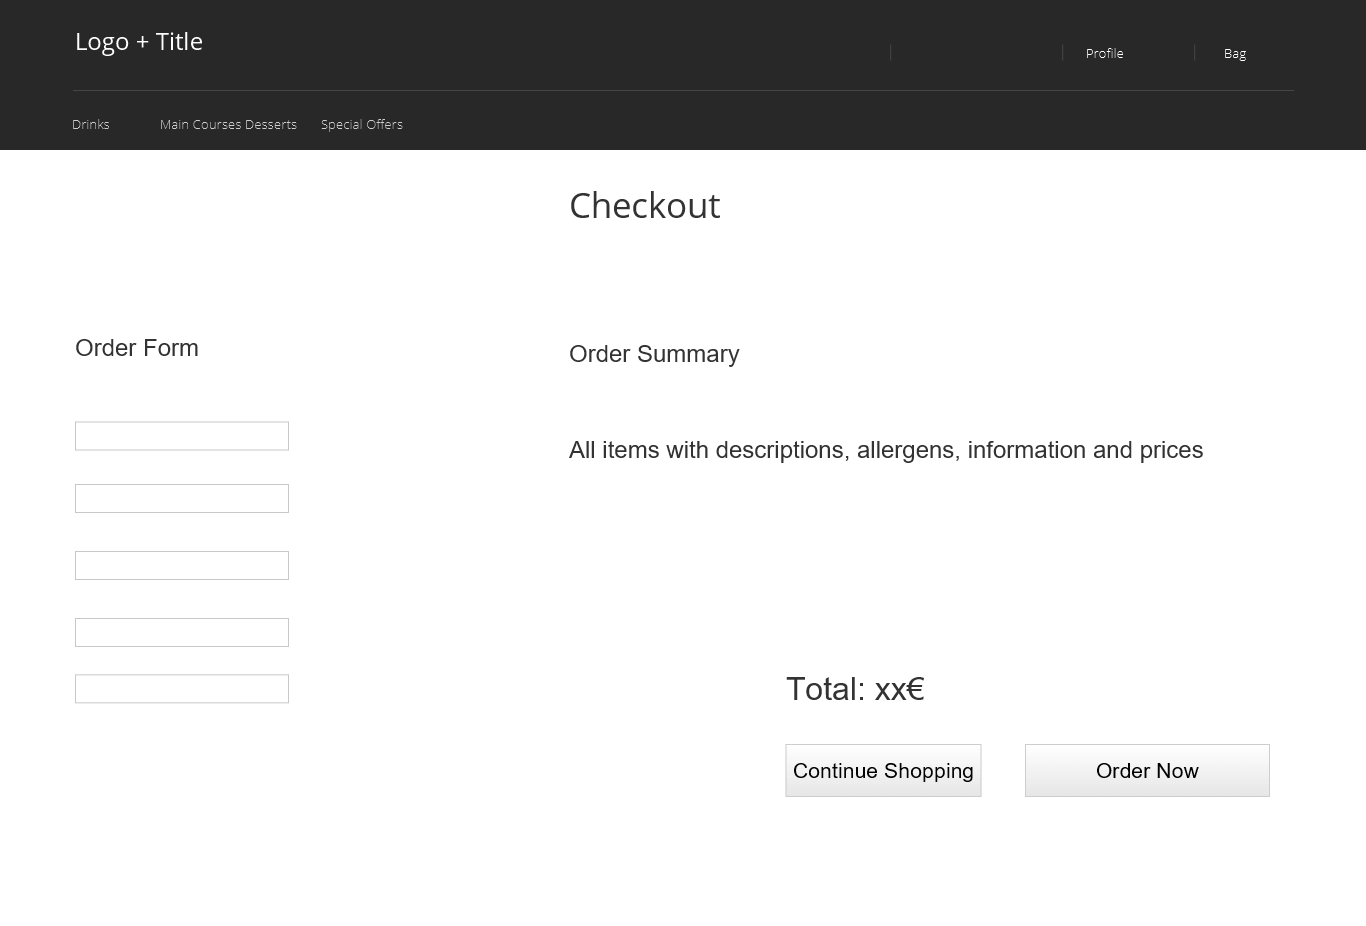 Logo + Title
Profile
Bag
Drinks
Main Courses Desserts
Special Offers
Checkout
Order Form
Order Summary
All items with descriptions, allergens, information and prices
Total: xx€
Continue Shopping
Order Now